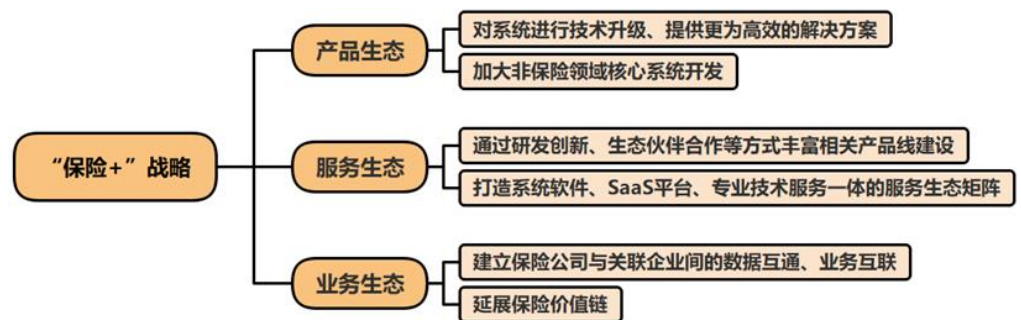 “保险+”战略
产品生态
对系统进行技术升级、提供更为高效的解决方案
加大非保险领域核心系统开发
服务生态
通过研发创新、生态伙伴合作等方式丰富相关产品线建设
打造系统软件、SaaS平台、专业技术服务一体的服务生态矩阵
业务生态
建立保险公司与关联企业间的数据互通、业务互联
延展保险价值链